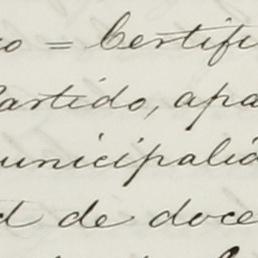 o = Certifi
Partido, apa
unicipalid
d de doce